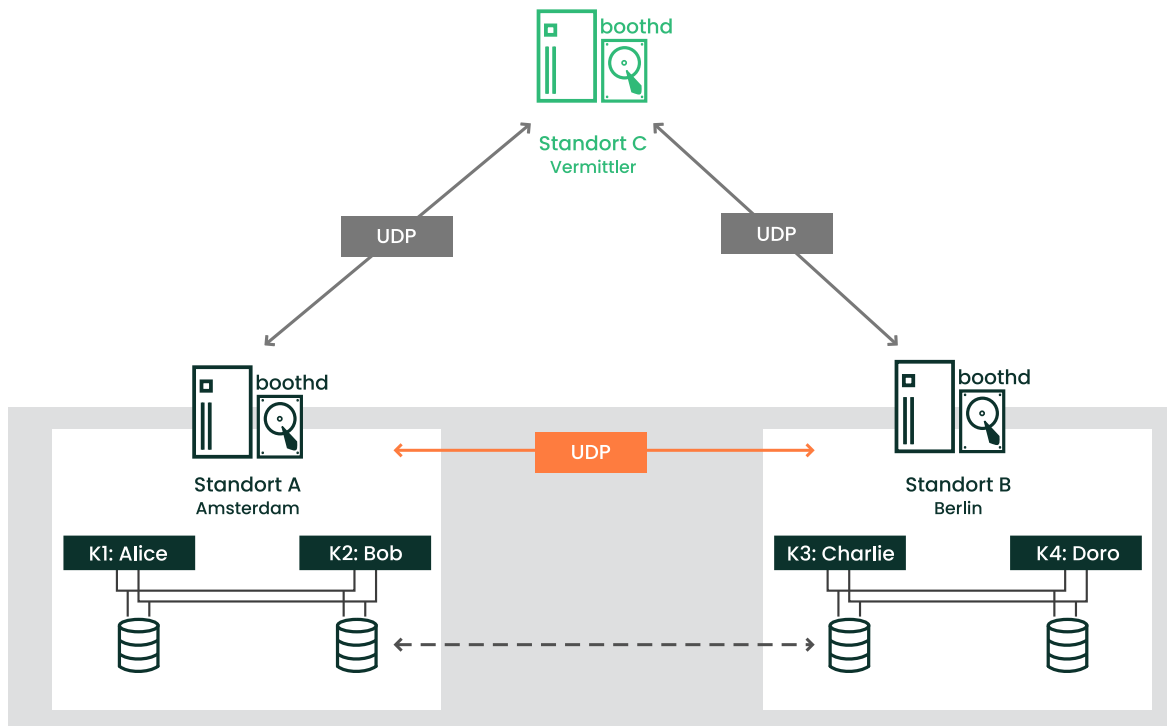 boothd
Standort C
Vermittler
UDP
UDP
boothd
boothd
UDP
Standort A
Amsterdam
Standort B
Berlin
K1: Alice
K2: Bob
K3: Charlie
K4: Doro